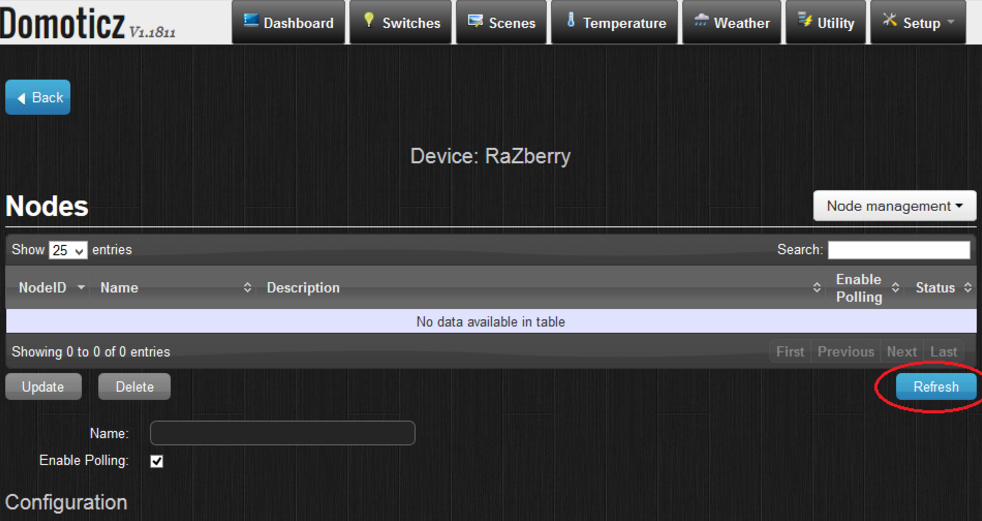 Domoticz V1.1811 Dashboard Switches Scenes Temperature Weather Utility Setup
Back
Device: RaZberry
Nodes Node management
Show 25 entries Search:
NodeID Name Description Enable Polling Status
No data available in table
Showing 0 to 0 of 0 entries First Previous Next Last
Update Delete Refresh
Name:
Enable Polling:
Configuration